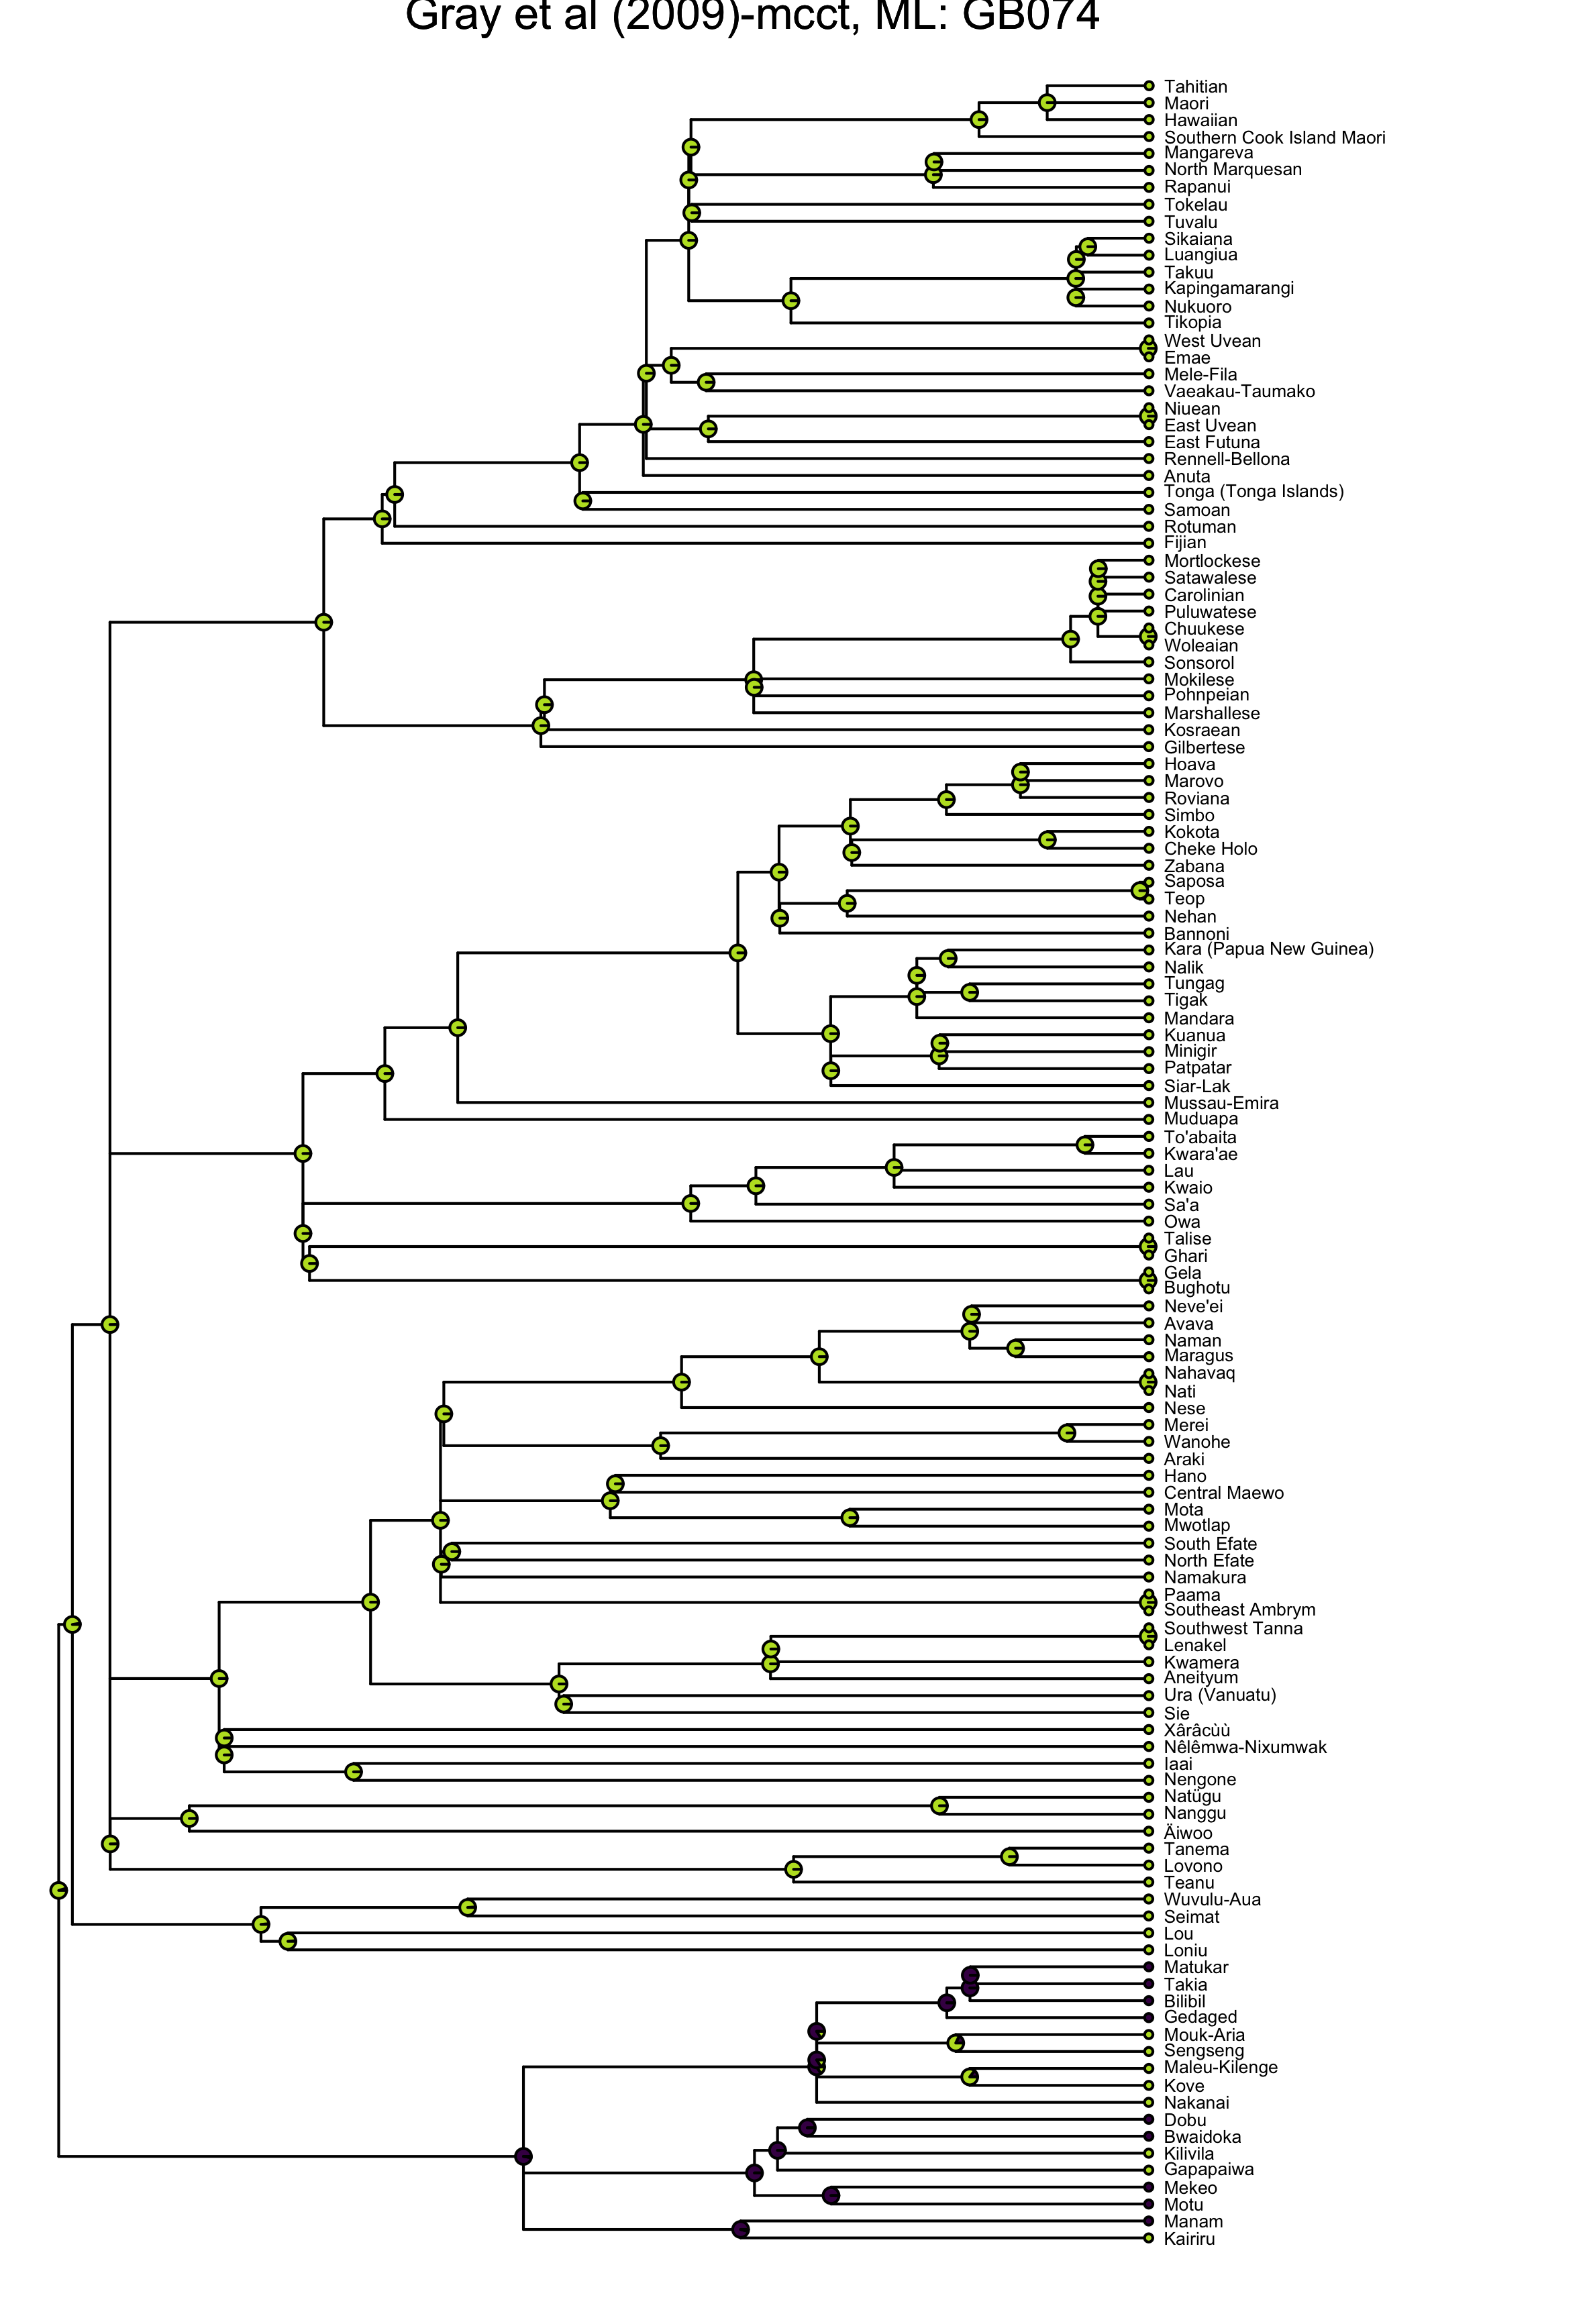 Gray et al (2009)-mcct, ML: GB074
Tahitian
Maori
Hawaiian
Southern Cook Island Maori
Mangareva
North Marquesan
Rapanui
Tokelau
Tuvalu
Sikaiana
Luangiua
Takuu
Kapingamarangi
Nukuoro
Tikopia
West Uvean
Emae
Mele-Fila
Vaeakau-Taumako
Niuean
East Uvean
East Futuna
Rennell-Bellona
Anuta
Tonga (Tonga Islands)
Samoan
Rotuman
Fijian
Mortlockese
Satawalese
Carolinian
Puluwatese
Chuukese
Woleaian
Sonsorol
Mokilese
Pohnpeian
Marshallese
Kosraean
Gilbertese
Hoava
Marovo
Roviana
Simbo
Kokota
Cheke Holo
Zabana
Saposa
Teop
Nehan
Bannoni
Kara (Papua New Guinea)
Nalik
Tungag
Tigak
Mandara
Kuanua
Minigir
Patpatar
Siar-Lak
Mussau-Emira
Muduapa
To'abaita
Kwara'ae
Lau
Kwaio
Sa'a
Owa
Talise
Ghari
Gela
Bughotu
Neve'ei
Avava
Naman
Maragus
Nahavaq
Nati
Nese
Merei
Wanohe
Araki
Hano
Central Maewo
Mota
Mwotlap
South Efate
North Efate
Namakura
Paama
Southeast Ambrym
Southwest Tanna
Lenakel
Kwamera
Aneityum
Ura (Vanuatu)
Sie
Xârâcùù
Nêlêmwa-Nixumwak
Iaai
Nengone
Natügu
Nanggu
Äiwoo
Tanema
Lovono
Teanu
Wuvulu-Aua
Seimat
Lou
Loniu
Matukar
Takia
Bilibil
Gedaged
Mouk-Aria
Sengseng
Maleu-Kilenge
Kove
Nakanai
Dobu
Bwaidoka
Kilivila
Gapapaiwa
Mekeo
Motu
Manam
Kairiru